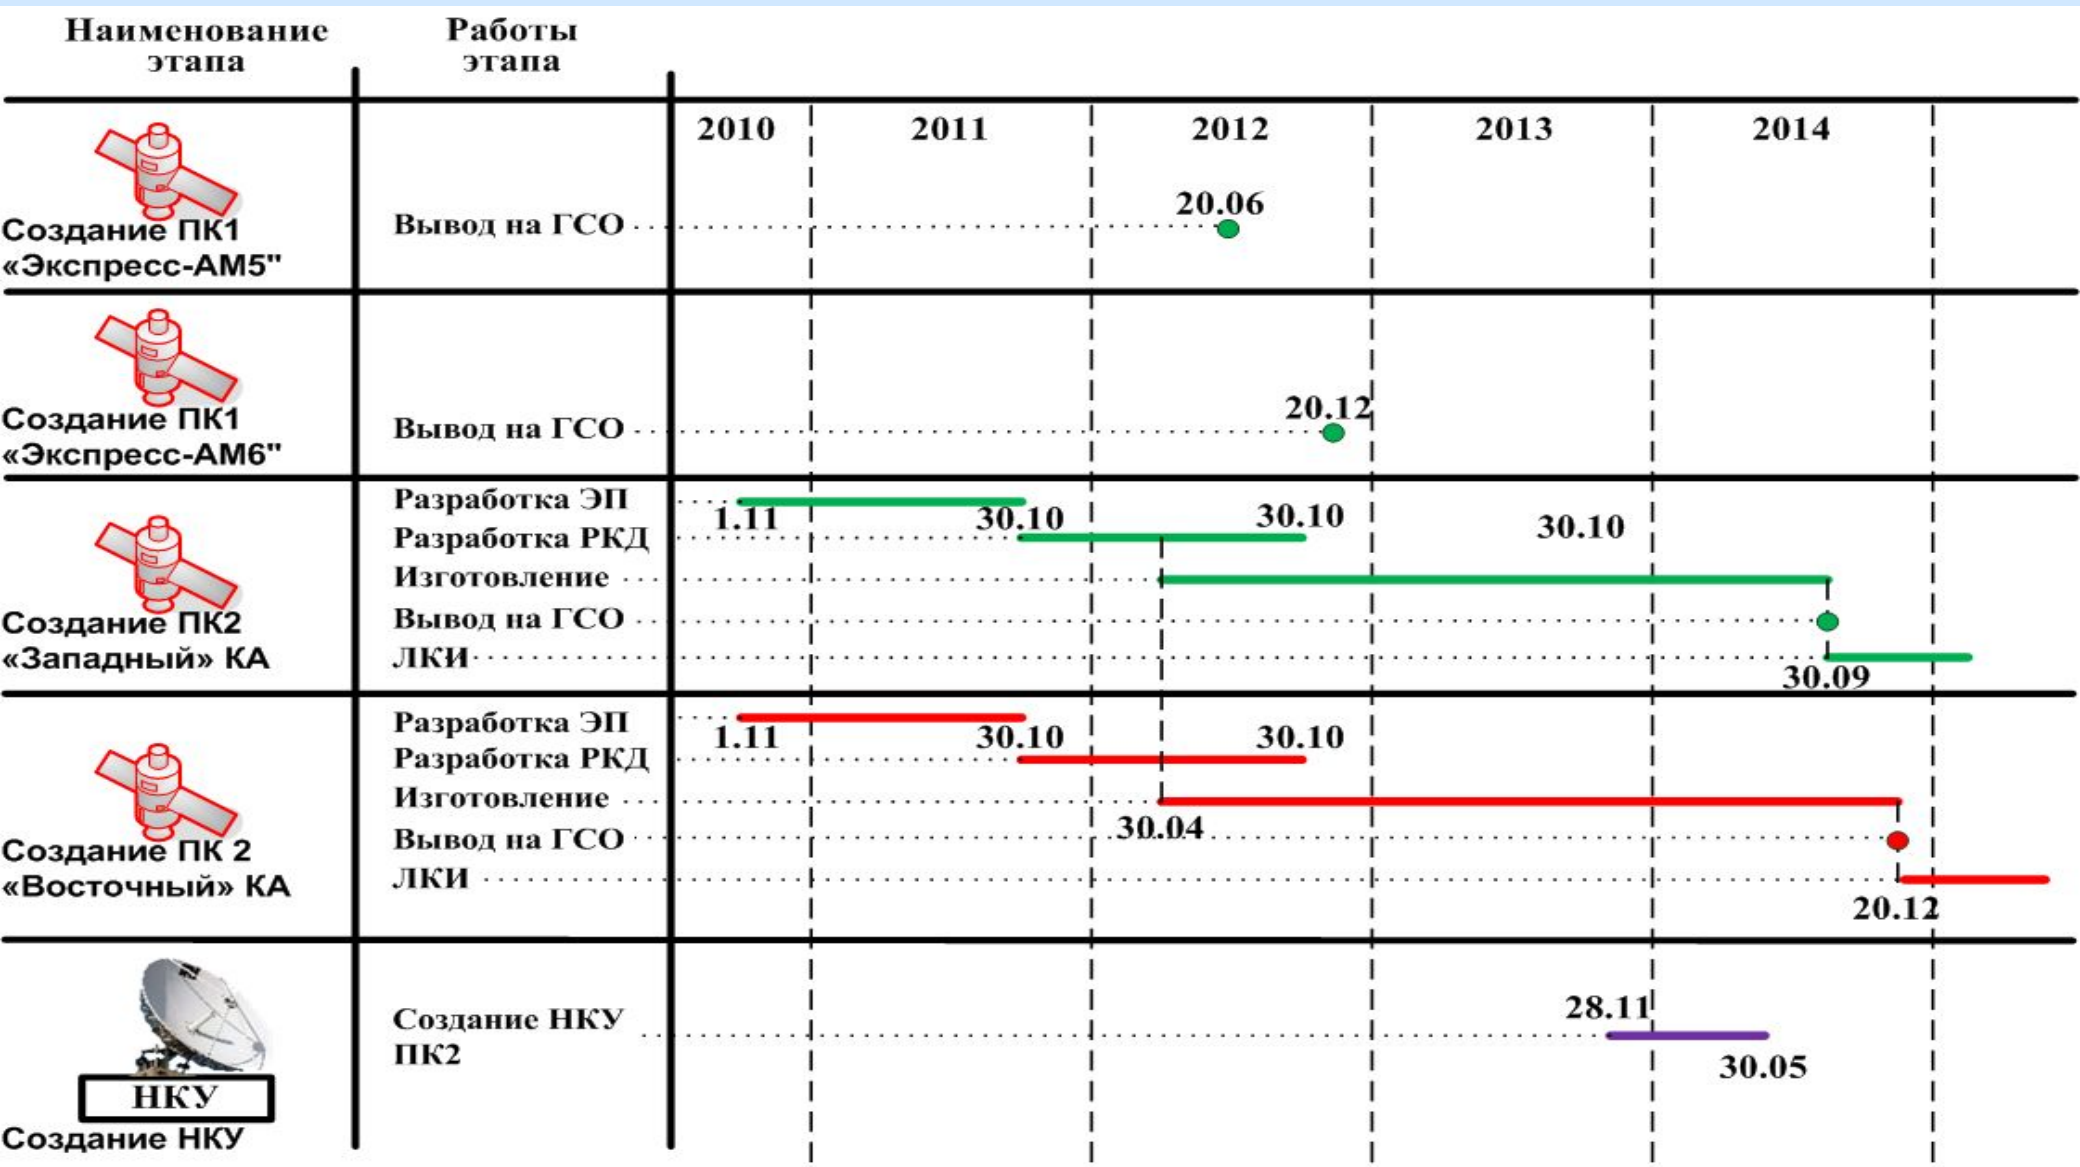 Наименование этапа
Работы этапа
2010 2011 2012 2013 2014
20.06
Создание ПК1
«Экспресс-АМ5"
Вывод на ГСО
20.12
Создание ПК1
«Экспресс-АМ6"
Вывод на ГСО
Создание ПК2
«Западный» КА
Разработка ЭП
1.11 30.10 30.10 30.10
Разработка РКД
Изготовление
Вывод на ГСО
ЛКИ
30.09
Создание ПК 2
«Восточный» КА
Разработка ЭП
1.11 30.10 30.10
Разработка РКД
Изготовление
30.04
Вывод на ГСО
ЛКИ
20.12
НКУ
Создание НКУ
Создание НКУ
ПК2
28.11
30.05